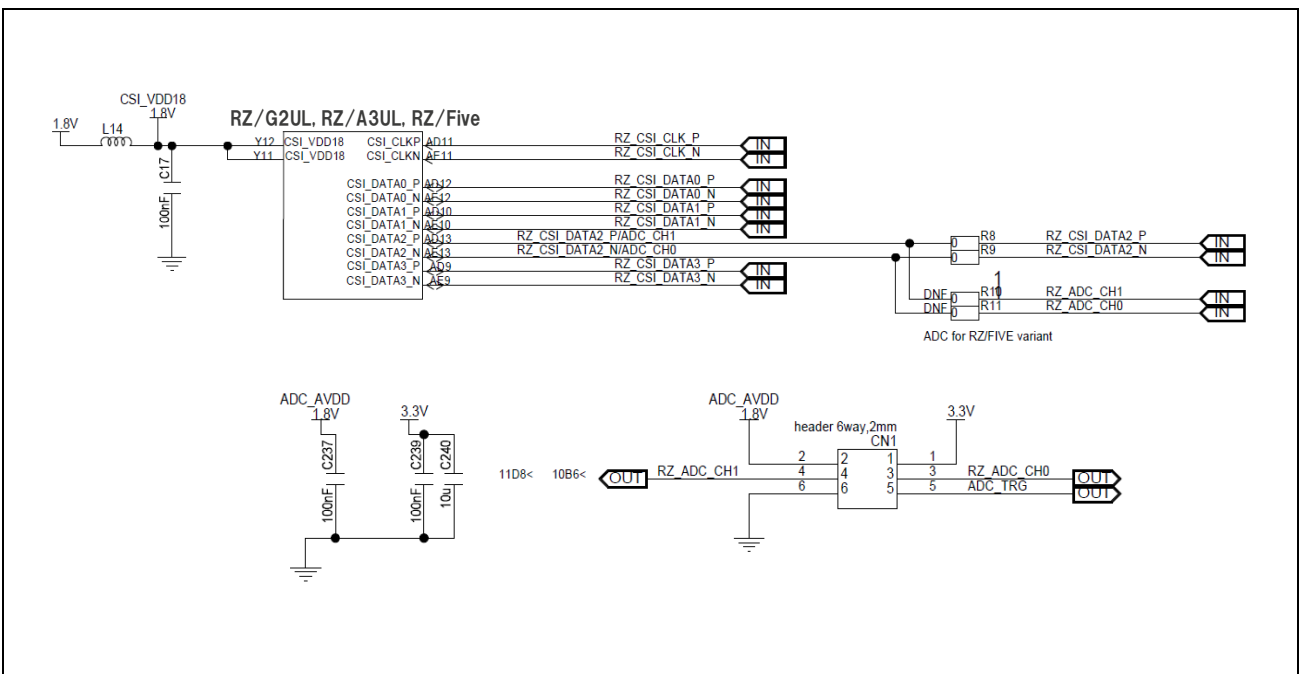 CSI_VDD18
1.8V
1.8V
L14
C17
100nF
RZ/G2UL, RZ/A3UL, RZ/Five
Y12 CSI_VDD18 CSI_CLKP AD11 RZ_CSI_CLK_P IN
Y11 CSI_VDD18 CSI_CLKN AE11 RZ_CSI_CLK_N IN
CSI_DATA0_P AD12 RZ_CSI_DATA0_P IN
CSI_DATA0_N AE12 RZ_CSI_DATA0_N IN
CSI_DATA1_P AD10 RZ_CSI_DATA1_P IN
CSI_DATA1_N AE10 RZ_CSI_DATA1_N IN
CSI_DATA2_P AD13 RZ_CSI_DATA2_P/ADC_CH1 0 R8 RZ_CSI_DATA2_P IN
CSI_DATA2_N AE13 RZ_CSI_DATA2_N/ADC_CH0 0 R9 RZ_CSI_DATA2_N IN
CSI_DATA3_P AD9 RZ_CSI_DATA3_P IN
CSI_DATA3_N AE9 RZ_CSI_DATA3_N IN
1
DNF 0 R10 RZ_ADC_CH1 IN
DNF 0 R11 RZ_ADC_CH0 IN
ADC for RZ/FIVE variant
ADC_AVDD
1.8V
3.3V
C237
100nF
C239
100nF
C240
10u
ADC_AVDD
1.8V
3.3V
header 6way,2mm
CN1
2 2 1 1
11D8< 10B6< OUT RZ_ADC_CH1 4 4 3 3 RZ_ADC_CH0 OUT
6 6 5 5 ADC_TRG OUT